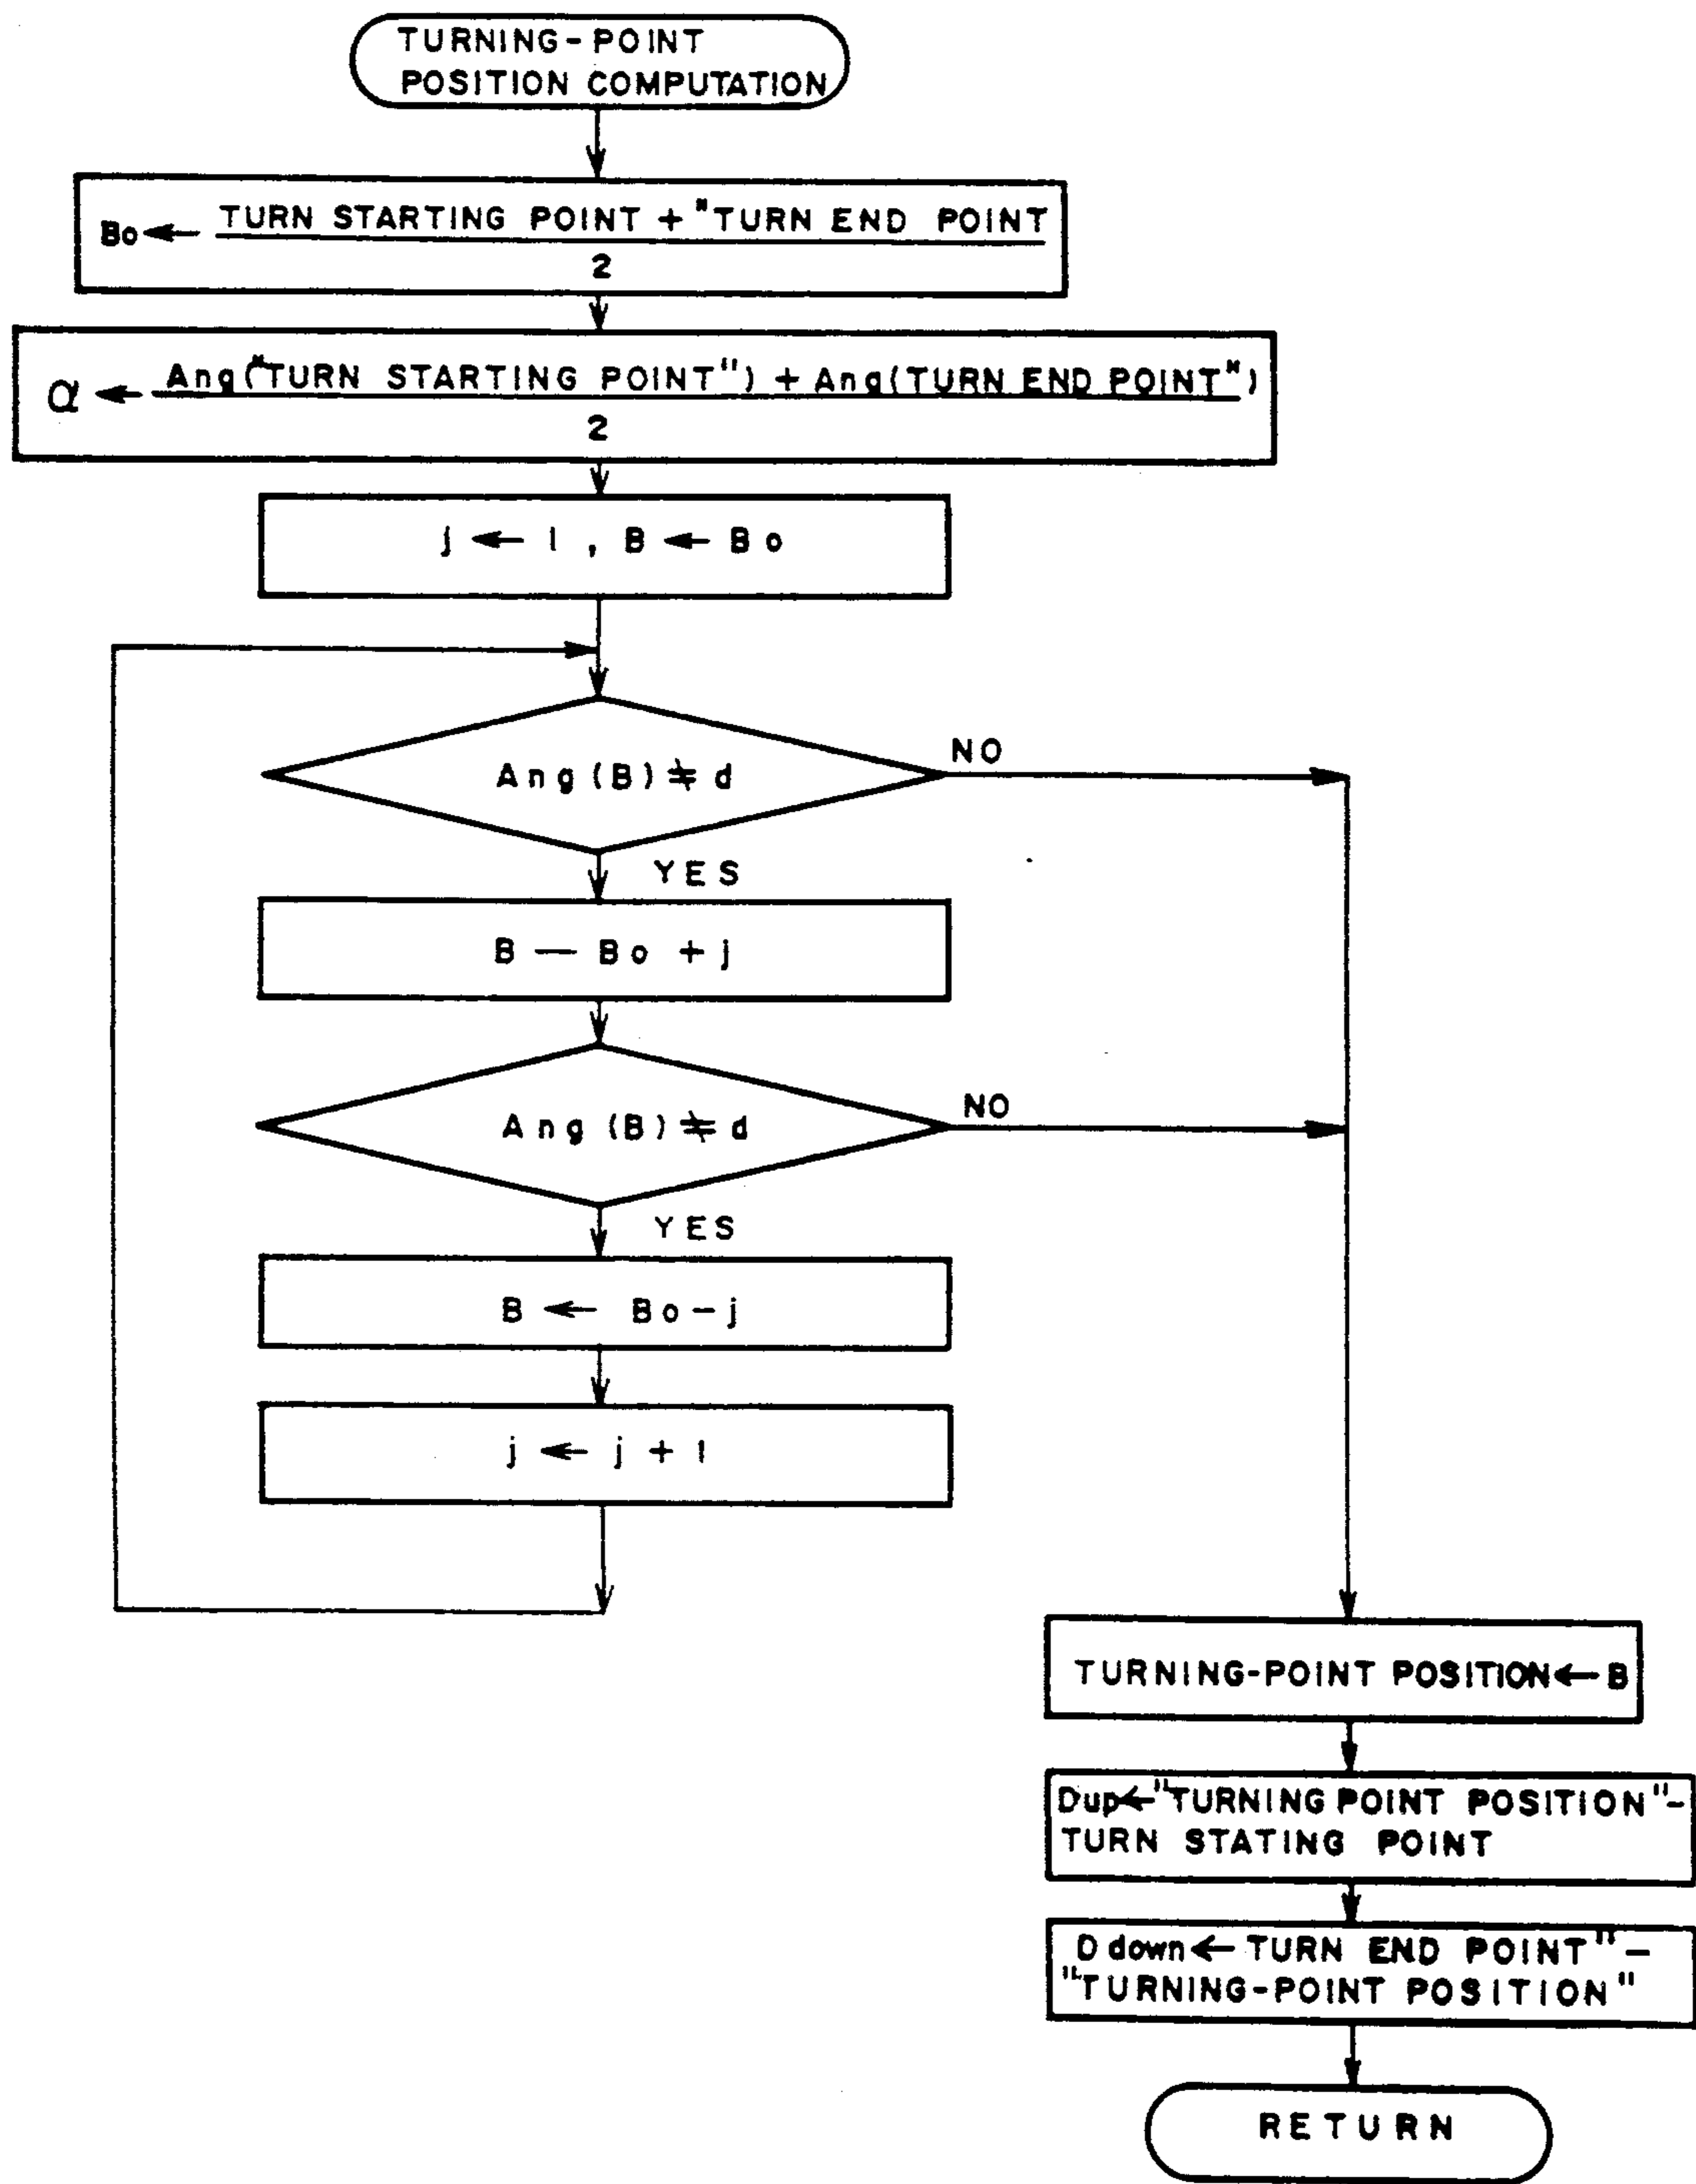 TURNING-POINT
POSITION COMPUTATION
Bo ← TURN STARTING POINT + "TURN END POINT
2
α ← Ang("TURN STARTING POINT") + Ang(TURN END POINT")
2
j ← 1 , B ← Bo
Ang (B) ≠ d
NO
YES
B — Bo + j
Ang (B) ≠ d
NO
YES
B ← Bo - j
j ← j + 1
TURNING-POINT POSITION ← B
Dup ← "TURNING POINT POSITION" -
TURN STATING POINT
D down ← TURN END POINT" -
"TURNING-POINT POSITION"
RETURN